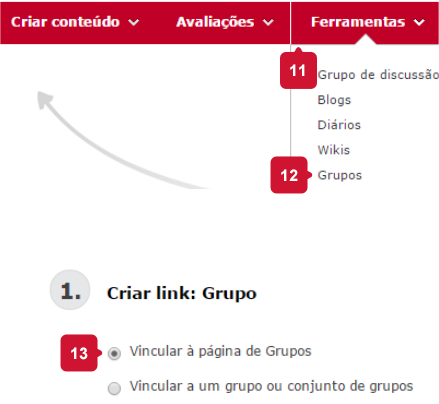 Criar conteúdo Avaliações Ferramentas
11
Grupo de discussão
Blogs
Diários
Wikis
12 Grupos
1. Criar link: Grupo
13 Vincular à página de Grupos
Vincular a um grupo ou conjunto de grupos